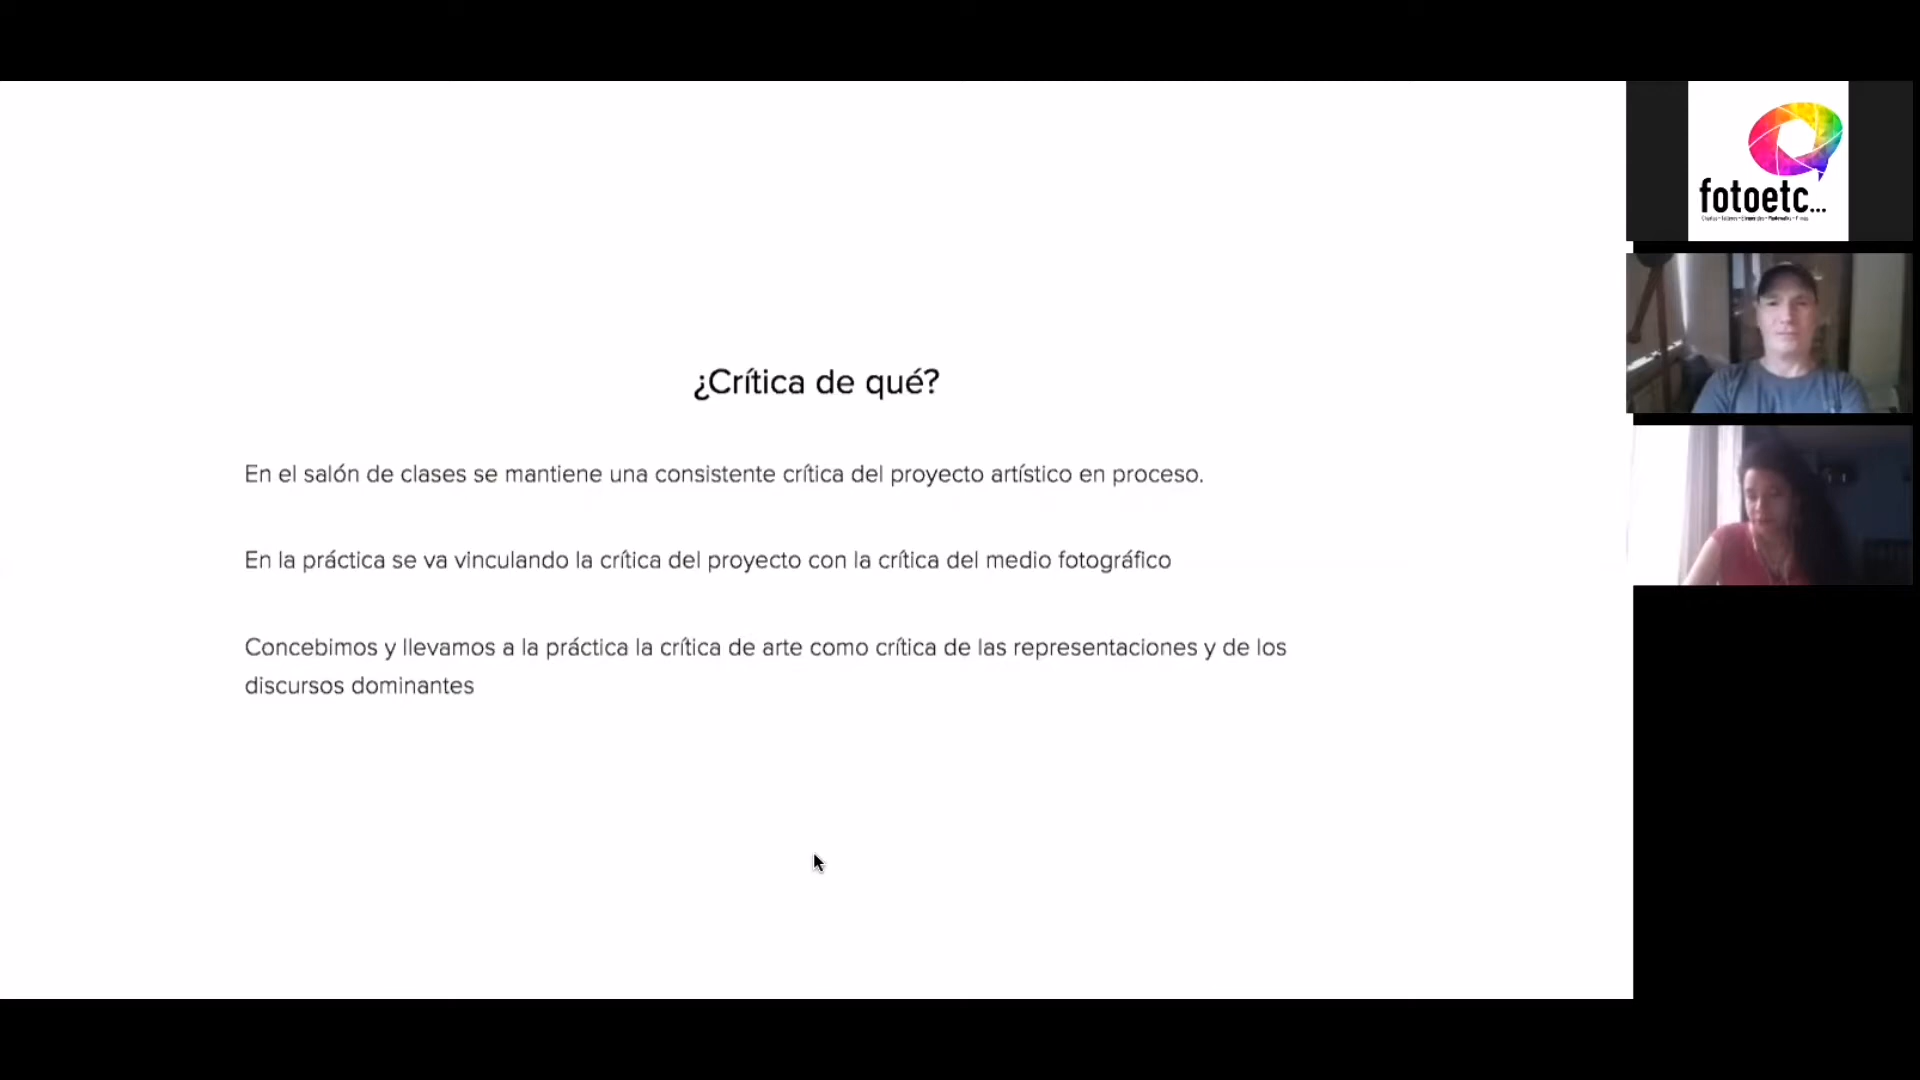 ¿Crítica de qué?
En el salón de clases se mantiene una consistente crítica del proyecto artístico en proceso.
En la práctica se va vinculando la crítica del proyecto con la crítica del medio fotográfico
Concebimos y llevamos a la práctica la crítica de arte como crítica de las representaciones y de los
discursos dominantes
fotoetc...